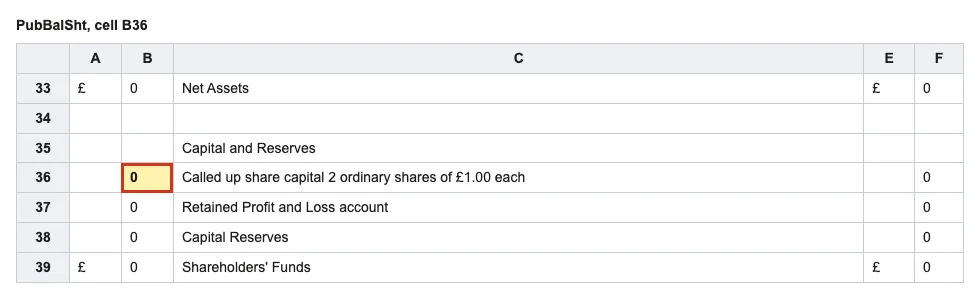 PubBalSht, cell B36
A B C E F
33 £ 0 Net Assets £ 0
34
35 Capital and Reserves
36 0 Called up share capital 2 ordinary shares of £1.00 each 0
37 0 Retained Profit and Loss account 0
38 0 Capital Reserves 0
39 £ 0 Shareholders' Funds £ 0